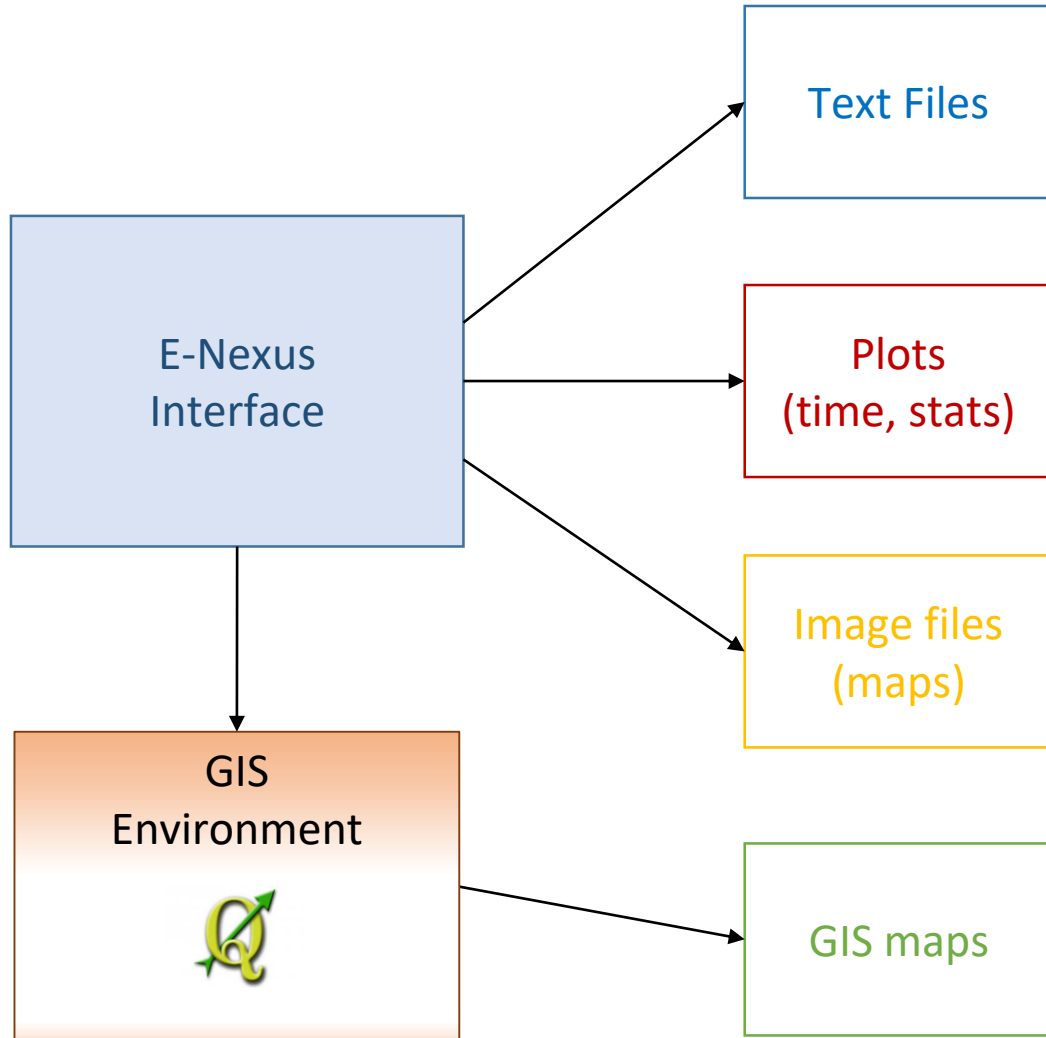 Text Files
E-Nexus
Interface
Plots
(time, stats)
Image files
(maps)
GIS
Environment
Q
GIS maps